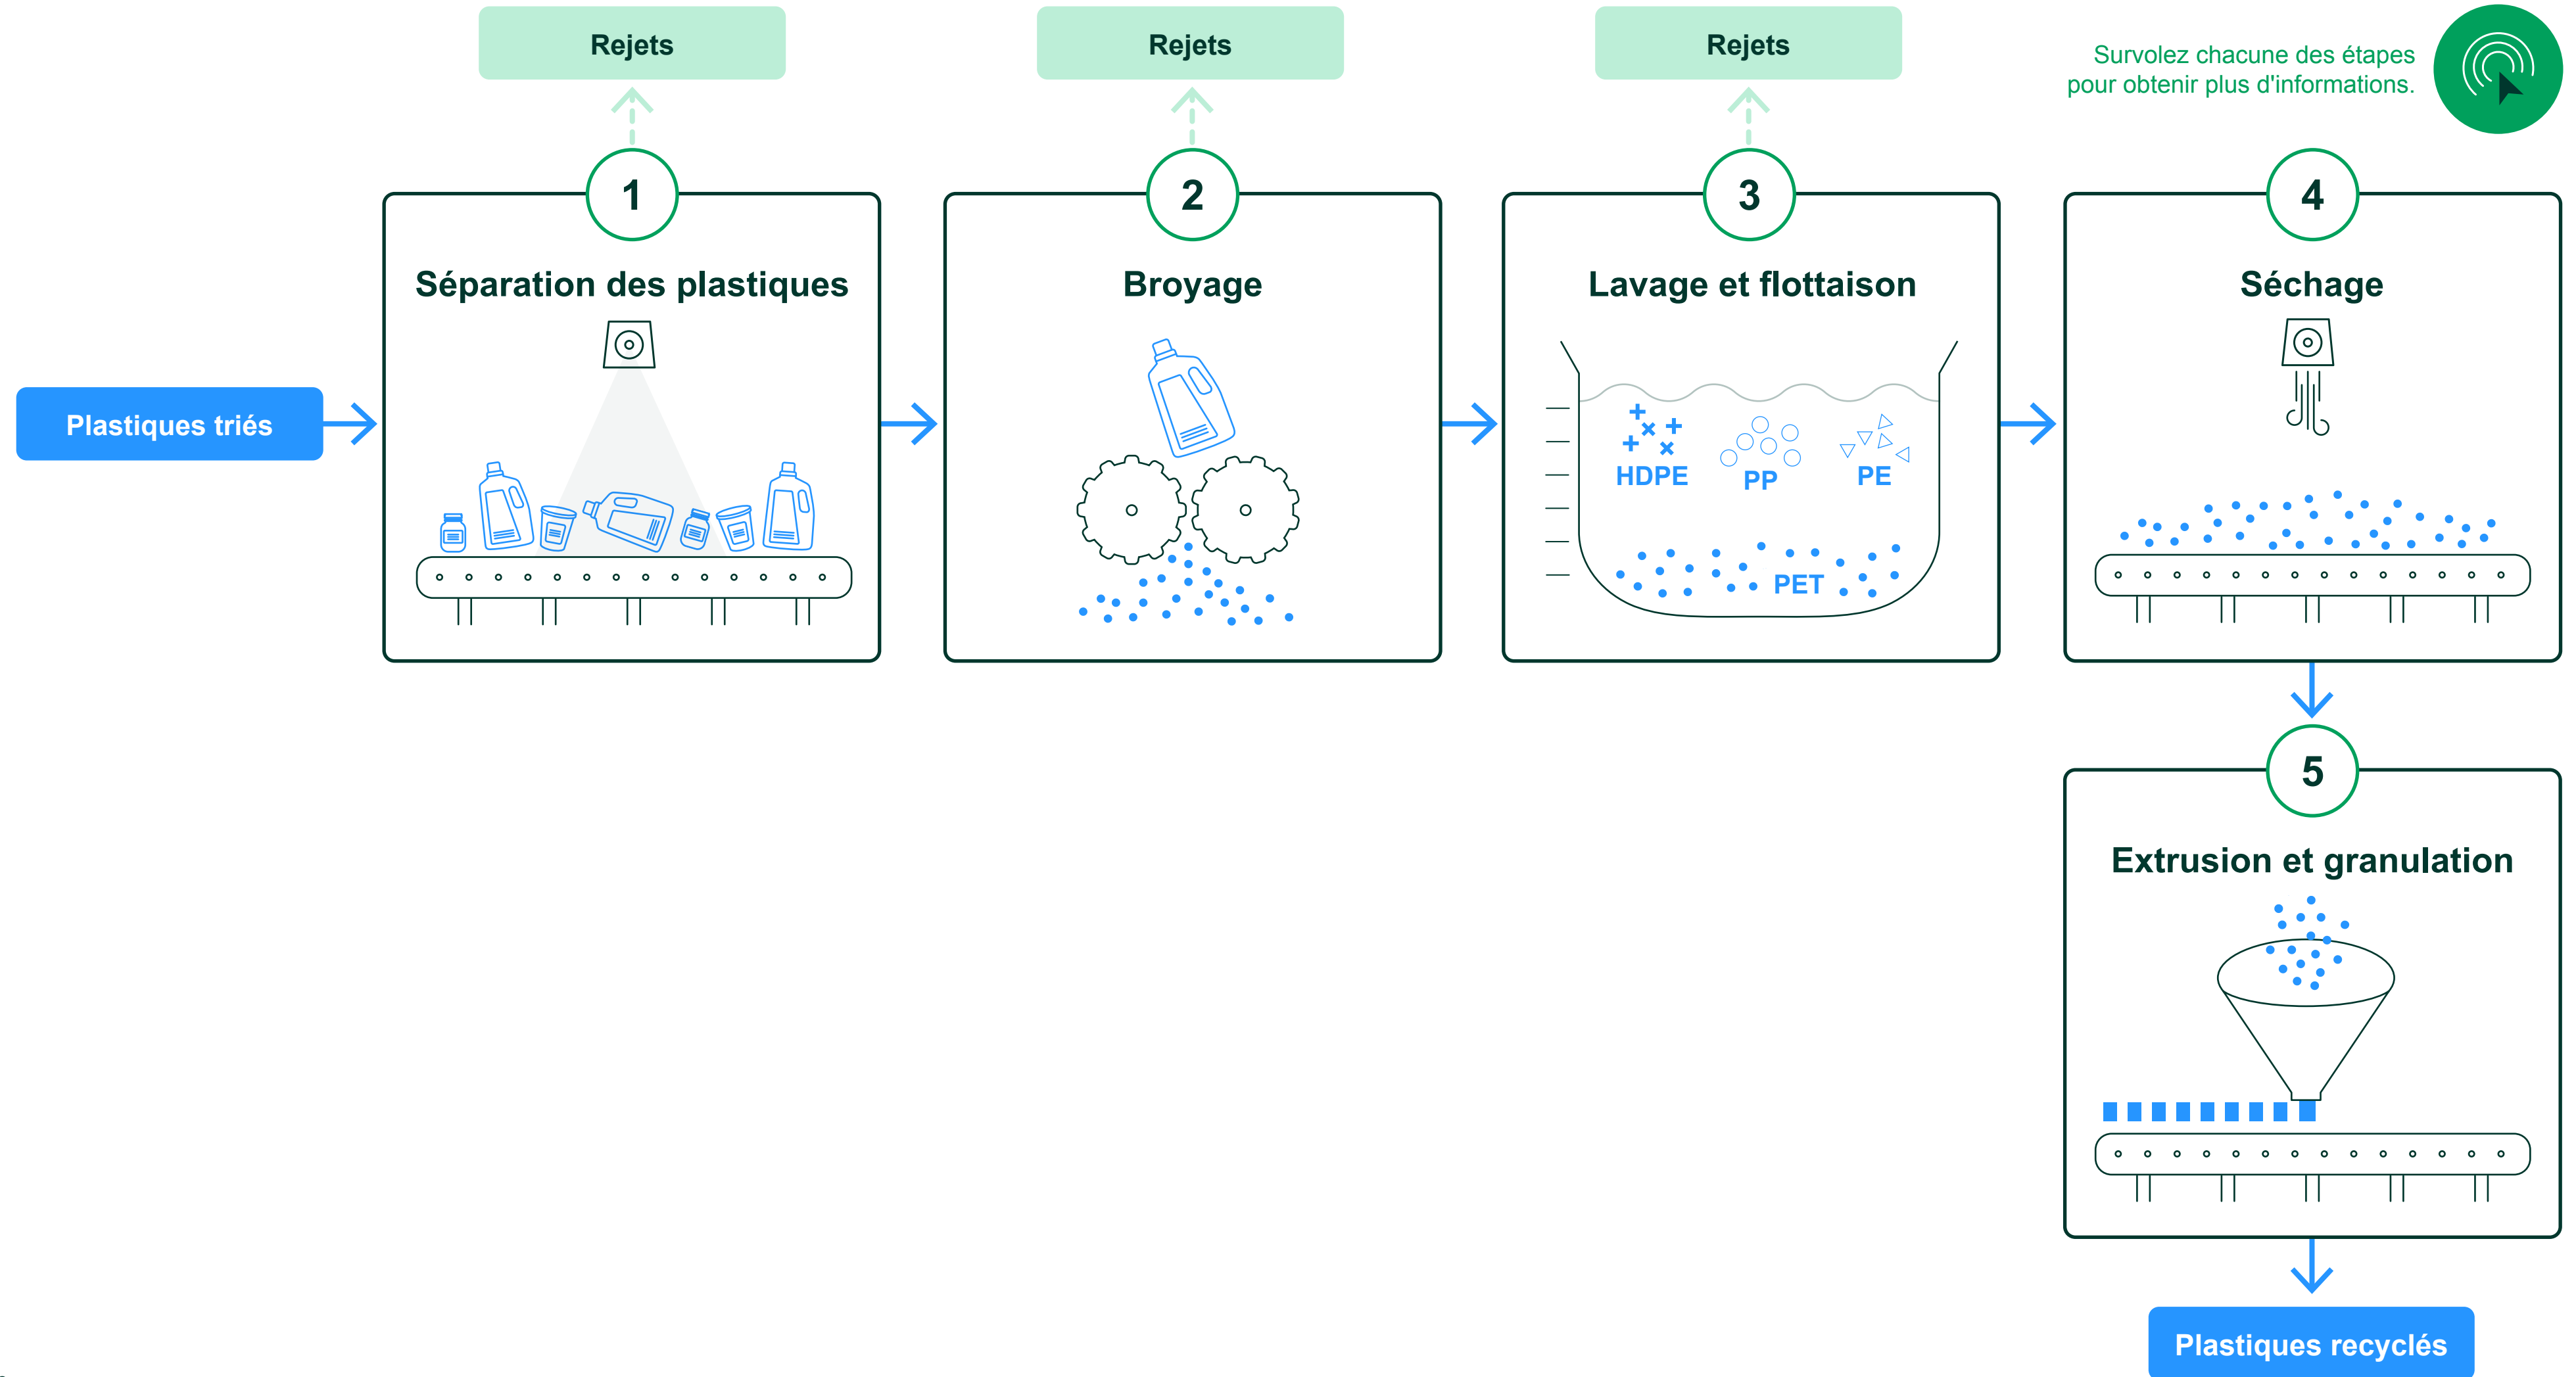 Rejets
Rejets
Rejets
Survolez chacune des étapes
pour obtenir plus d'informations.
1
2
3
4
Séparation des plastiques
Broyage
Lavage et flottaison
Séchage
Plastiques triés
HDPE
PP
PE
PET
5
Extrusion et granulation
Plastiques recyclés